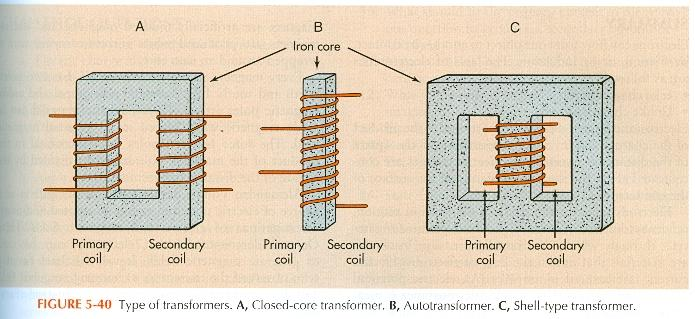 A
B
C
Iron core
Primary
coil
Secondary
coil
Primary
coil
Secondary
coil
Primary
coil
Secondary
coil
FIGURE 5-40 Type of transformers. A, Closed-core transformer. B, Autotransformer. C, Shell-type transformer.